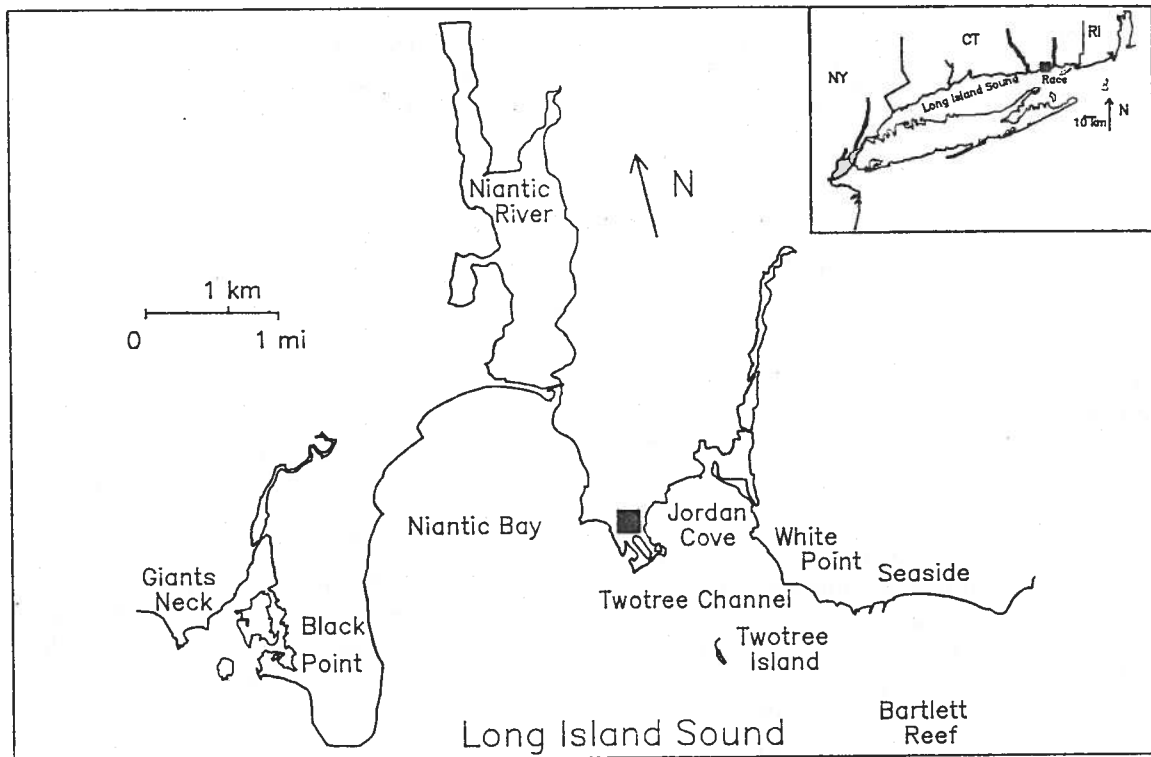 CT
RI
NY
Long Island Sound
Race
10 km
N
Niantic
River
N
1 km
0
1 mi
Niantic Bay
Jordan
Cove
White
Point
Giants
Neck
Seaside
Twotree Channel
Black
Point
Twotree
Island
Long Island Sound
Bartlett
Reef